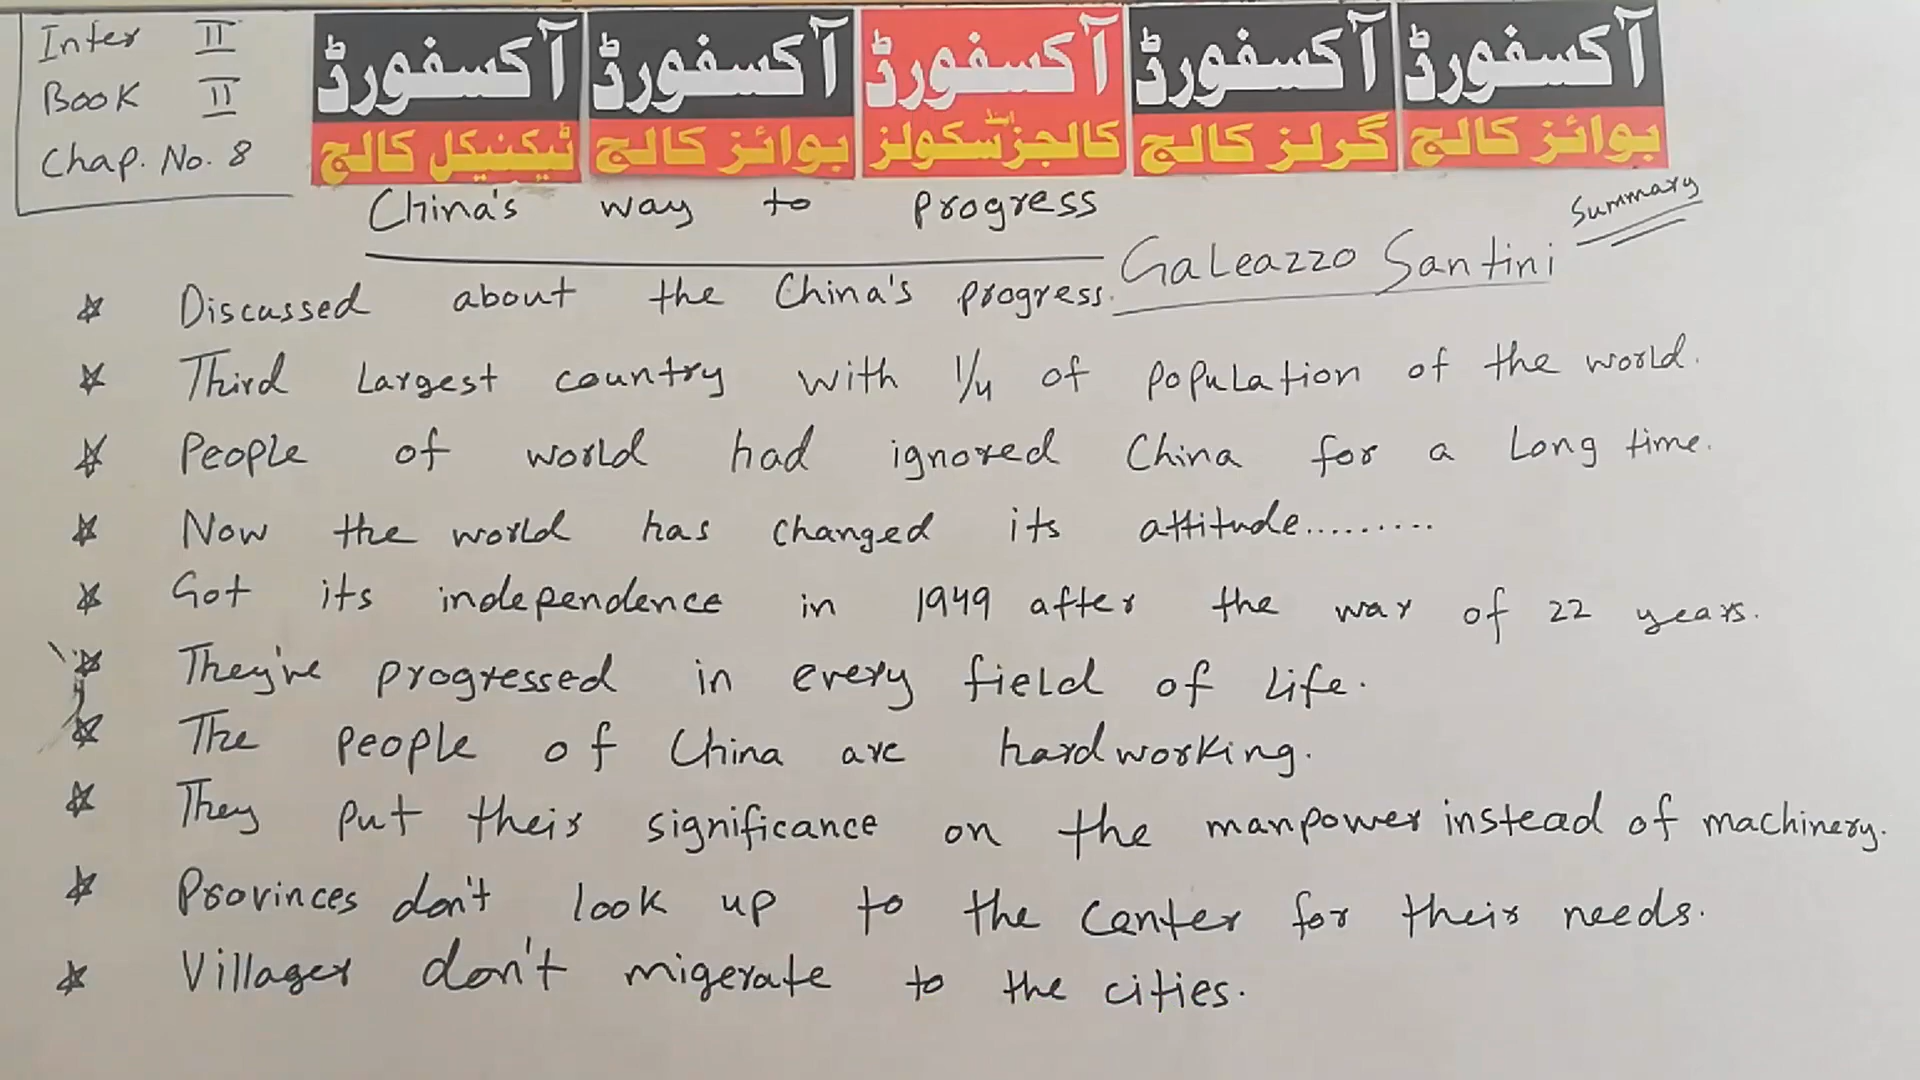 Inter II
Book II
Chap. No. 8
آکسفورڈ
ٹیکنیکل کالج
آکسفورڈ
بوائز کالج
آکسفورڈ
کالجز اینڈ سکولز
آکسفورڈ
گرلز کالج
آکسفورڈ
بوائز کالج
China's way to progress
Summary
Galeazzo Santini
☆ Discussed about the China's progress.
☆ Third Largest country with 1/4 of population of the world.
☆ People of world had ignored China for a Long time.
☆ Now the world has changed its attitude.........
☆ Got its independence in 1949 after the war of 22 years.
☆ They've progressed in every field of Life.
☆ The people of China are hardworking.
☆ They put their significance on the manpower instead of machinery.
☆ Provinces don't look up to the center for their needs.
☆ Villager don't migerate to the cities.